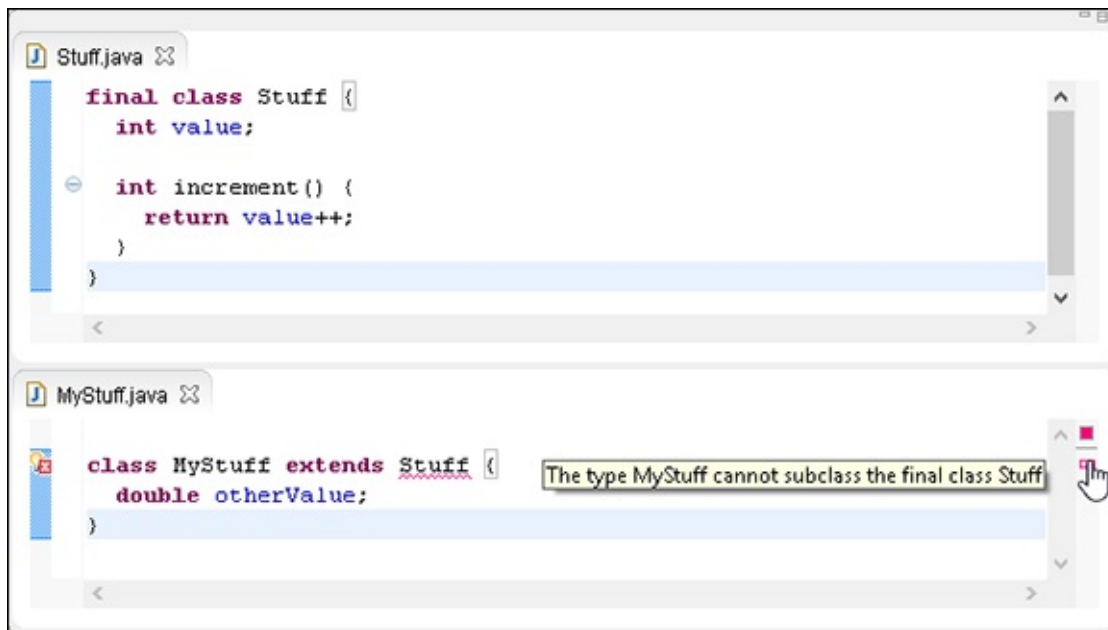 Stuff.java
final class Stuff {
int value;
int increment() {
return value++;
}
}
MyStuff.java
class MyStuff extends Stuff {
The type MyStuff cannot subclass the final class Stuff
double otherValue;
}